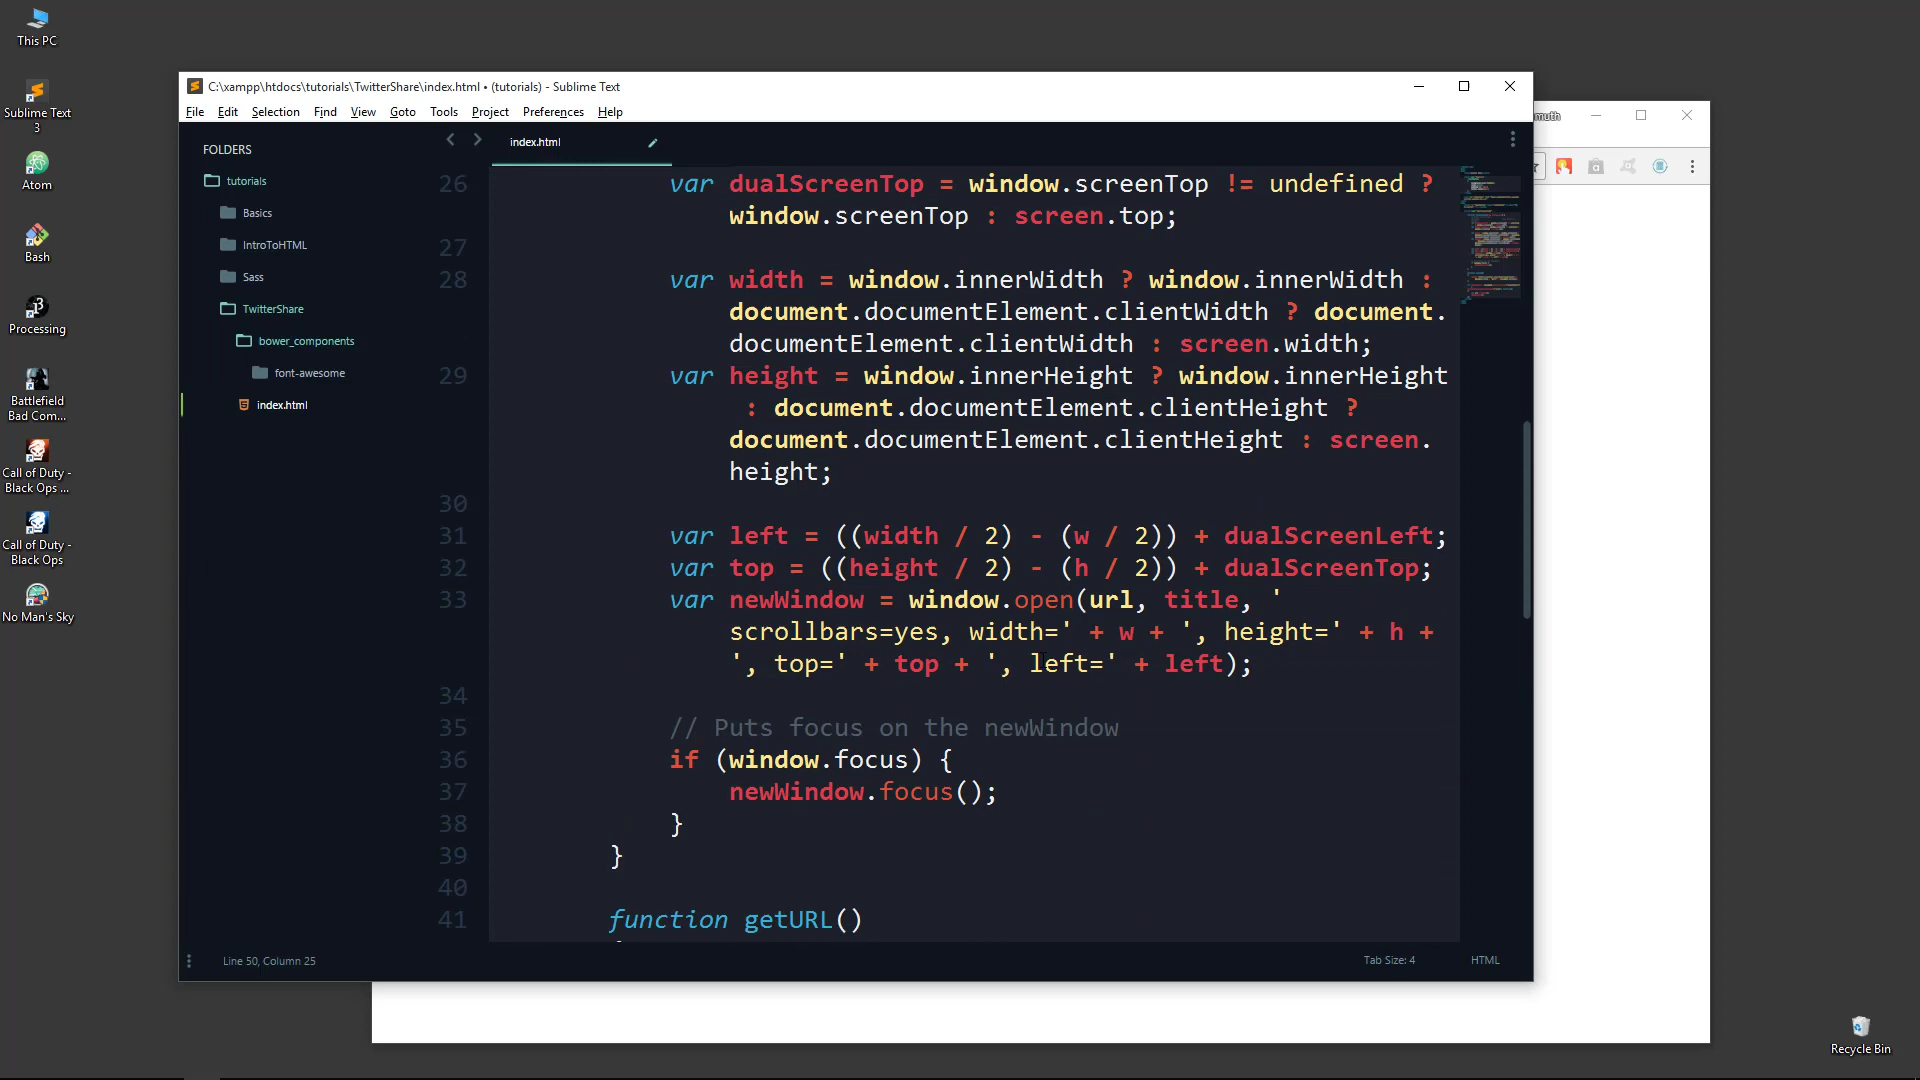 This PC
Sublime Text
3
Atom
Bash
Processing
Battlefield
Bad Com...
Call of Duty -
Black Ops ...
Call of Duty -
Black Ops
No Man's Sky
C:\xampp\htdocs\tutorials\TwitterShare\index.html • (tutorials) - Sublime Text
File Edit Selection Find View Goto Tools Project Preferences Help
FOLDERS
tutorials
Basics
IntroToHTML
Sass
TwitterShare
bower_components
font-awesome
index.html
index.html
26 var dualScreenTop = window.screenTop != undefined ?
window.screenTop : screen.top;
27
28 var width = window.innerWidth ? window.innerWidth :
document.documentElement.clientWidth ? document.
documentElement.clientWidth : screen.width;
29 var height = window.innerHeight ? window.innerHeight
: document.documentElement.clientHeight ?
document.documentElement.clientHeight : screen.
height;
30
31 var left = ((width / 2) - (w / 2)) + dualScreenLeft;
32 var top = ((height / 2) - (h / 2)) + dualScreenTop;
33 var newWindow = window.open(url, title, '
scrollbars=yes, width=' + w + ', height=' + h +
', top=' + top + ', left=' + left);
34
35 // Puts focus on the newWindow
36 if (window.focus) {
37 newWindow.focus();
38 }
39 }
40
41 function getURL()
Line 50, Column 25
Tab Size: 4
HTML
Recycle Bin